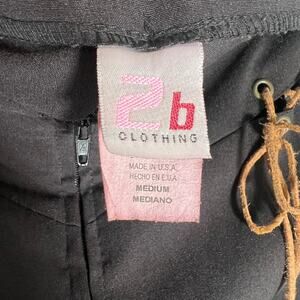 2b
CLOTHING
MADE IN U.S.A.
HECHO EN E.U.A.
MEDIUM
MEDIANO